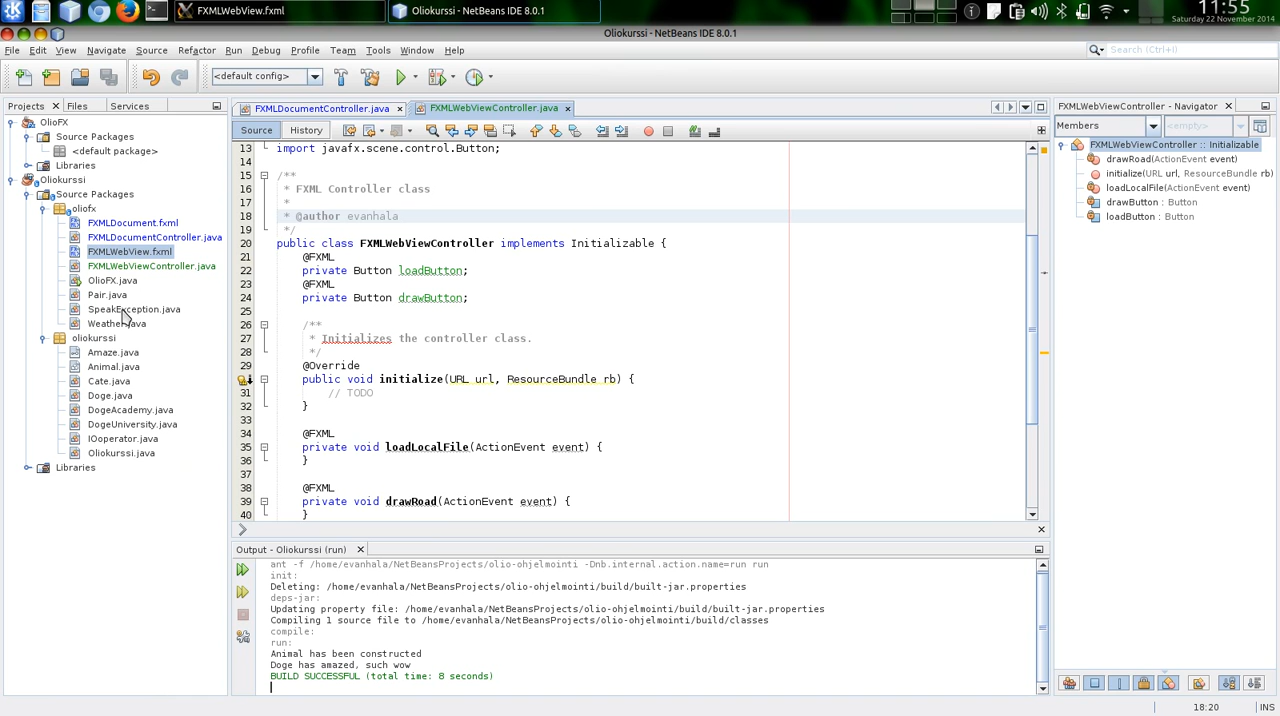 FXMLWebView.fxml
Oliokurssi - NetBeans IDE 8.0.1
11:55
Saturday 22 November 2014
Oliokurssi - NetBeans IDE 8.0.1
File Edit View Navigate Source Refactor Run Debug Profile Team Tools Window Help
Search (Ctrl+I)
<default config>
Projects Files Services
FXMLDocumentController.java
FXMLWebViewController.java
FXMLWebViewController - Navigator
OlioFX
Source Packages
<default package>
Libraries
Oliokurssi
Source Packages
oliofx
FXMLDocument.fxml
FXMLDocumentController.java
FXMLWebView.fxml
FXMLWebViewController.java
OlioFX.java
Pair.java
SpeakException.java
Weather.java
oliokurssi
Amaze.java
Animal.java
Cate.java
Doge.java
DogeAcademy.java
DogeUniversity.java
IOoperator.java
Oliokurssi.java
Libraries
Source History
13 import javafx.scene.control.Button;
14
15 /**
16 * FXML Controller class
17 *
18 * @author evanhala
19 */
20 public class FXMLWebViewController implements Initializable {
21 @FXML
22 private Button loadButton;
23 @FXML
24 private Button drawButton;
25
26 /**
27 * Initializes the controller class.
28 */
29 @Override
public void initialize(URL url, ResourceBundle rb) {
31 // TODO
32 }
33
34 @FXML
35 private void loadLocalFile(ActionEvent event) {
36 }
37
38 @FXML
39 private void drawRoad(ActionEvent event) {
40 }
Members
<empty>
FXMLWebViewController :: Initializable
drawRoad(ActionEvent event)
initialize(URL url, ResourceBundle rb)
loadLocalFile(ActionEvent event)
drawButton : Button
loadButton : Button
Output - Oliokurssi (run)
ant -f /home/evanhala/NetBeansProjects/olio-ohjelmointi -Dnb.internal.action.name=run run
init:
Deleting: /home/evanhala/NetBeansProjects/olio-ohjelmointi/build/built-jar.properties
deps-jar:
Updating property file: /home/evanhala/NetBeansProjects/olio-ohjelmointi/build/built-jar.properties
Compiling 1 source file to /home/evanhala/NetBeansProjects/olio-ohjelmointi/build/classes
compile:
run:
Animal has been constructed
Doge has amazed, such wow
BUILD SUCCESSFUL (total time: 8 seconds)
18:20 INS